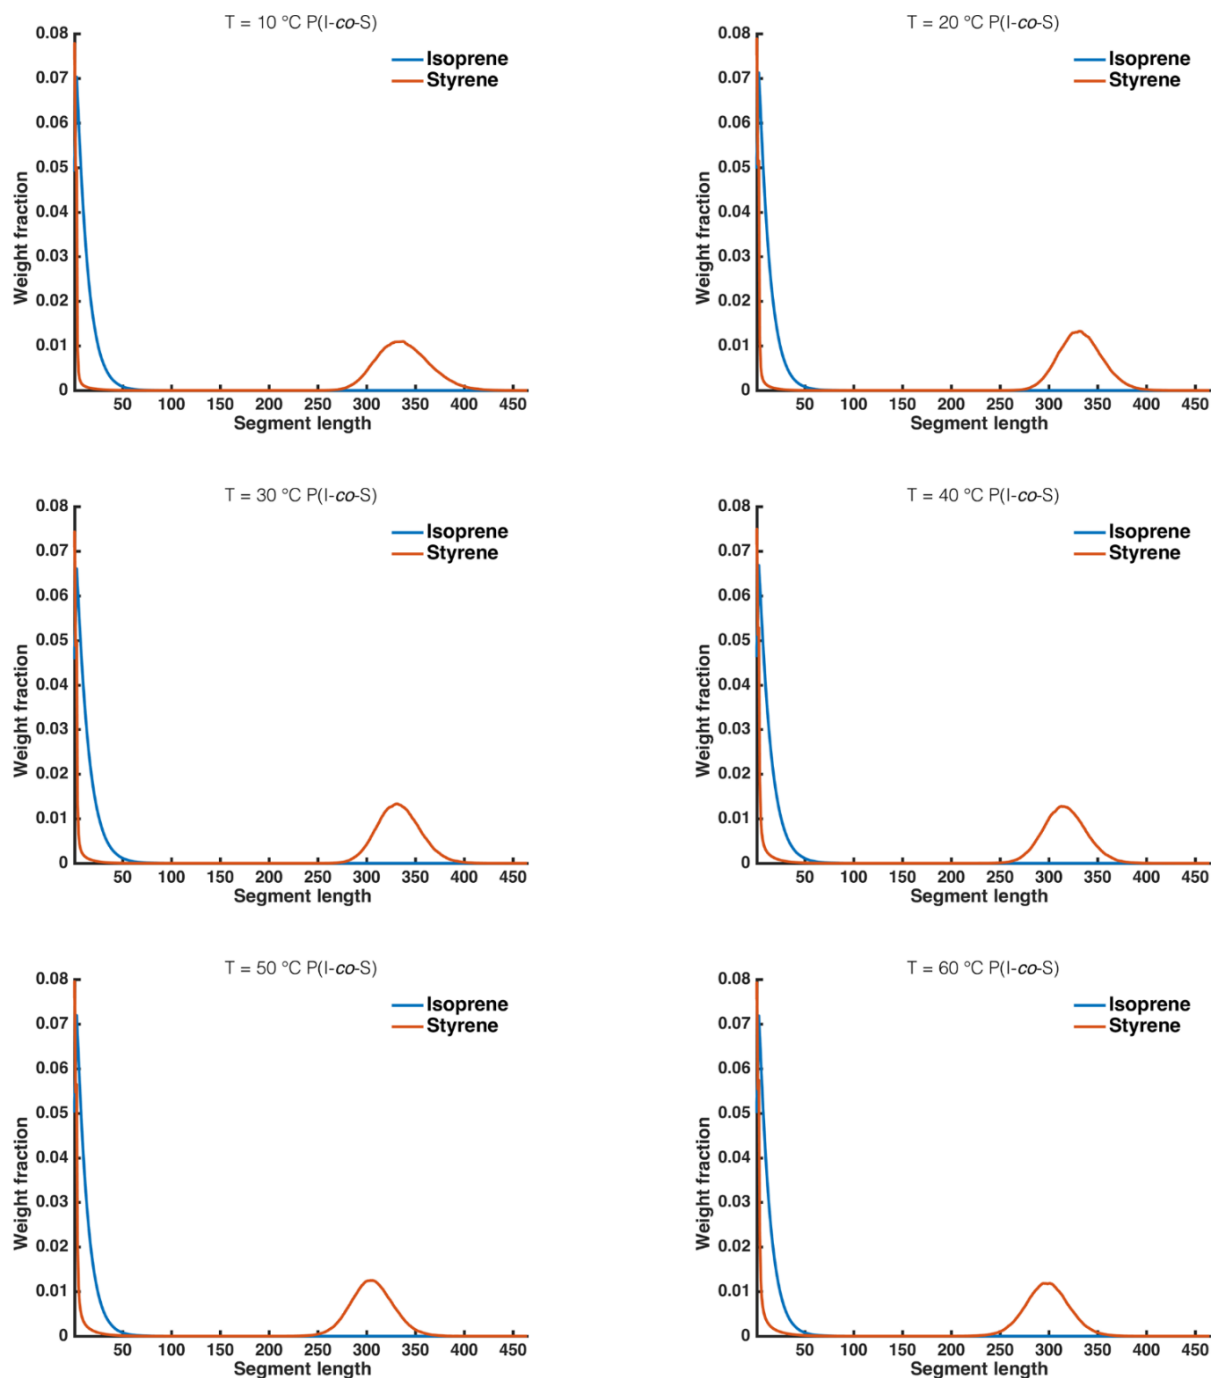 T = 10 °C P(I-co-S)
0.08
0.07
0.06
0.05
0.04
0.03
0.02
0.01
0
Weight fraction
Isoprene
Styrene
50 100 150 200 250 300 350 400 450
Segment length
T = 20 °C P(I-co-S)
0.08
0.07
0.06
0.05
0.04
0.03
0.02
0.01
0
Weight fraction
Isoprene
Styrene
50 100 150 200 250 300 350 400 450
Segment length
T = 30 °C P(I-co-S)
0.08
0.07
0.06
0.05
0.04
0.03
0.02
0.01
0
Weight fraction
Isoprene
Styrene
50 100 150 200 250 300 350 400 450
Segment length
T = 40 °C P(I-co-S)
0.08
0.07
0.06
0.05
0.04
0.03
0.02
0.01
0
Weight fraction
Isoprene
Styrene
50 100 150 200 250 300 350 400 450
Segment length
T = 50 °C P(I-co-S)
0.08
0.07
0.06
0.05
0.04
0.03
0.02
0.01
0
Weight fraction
Isoprene
Styrene
50 100 150 200 250 300 350 400 450
Segment length
T = 60 °C P(I-co-S)
0.08
0.07
0.06
0.05
0.04
0.03
0.02
0.01
0
Weight fraction
Isoprene
Styrene
50 100 150 200 250 300 350 400 450
Segment length